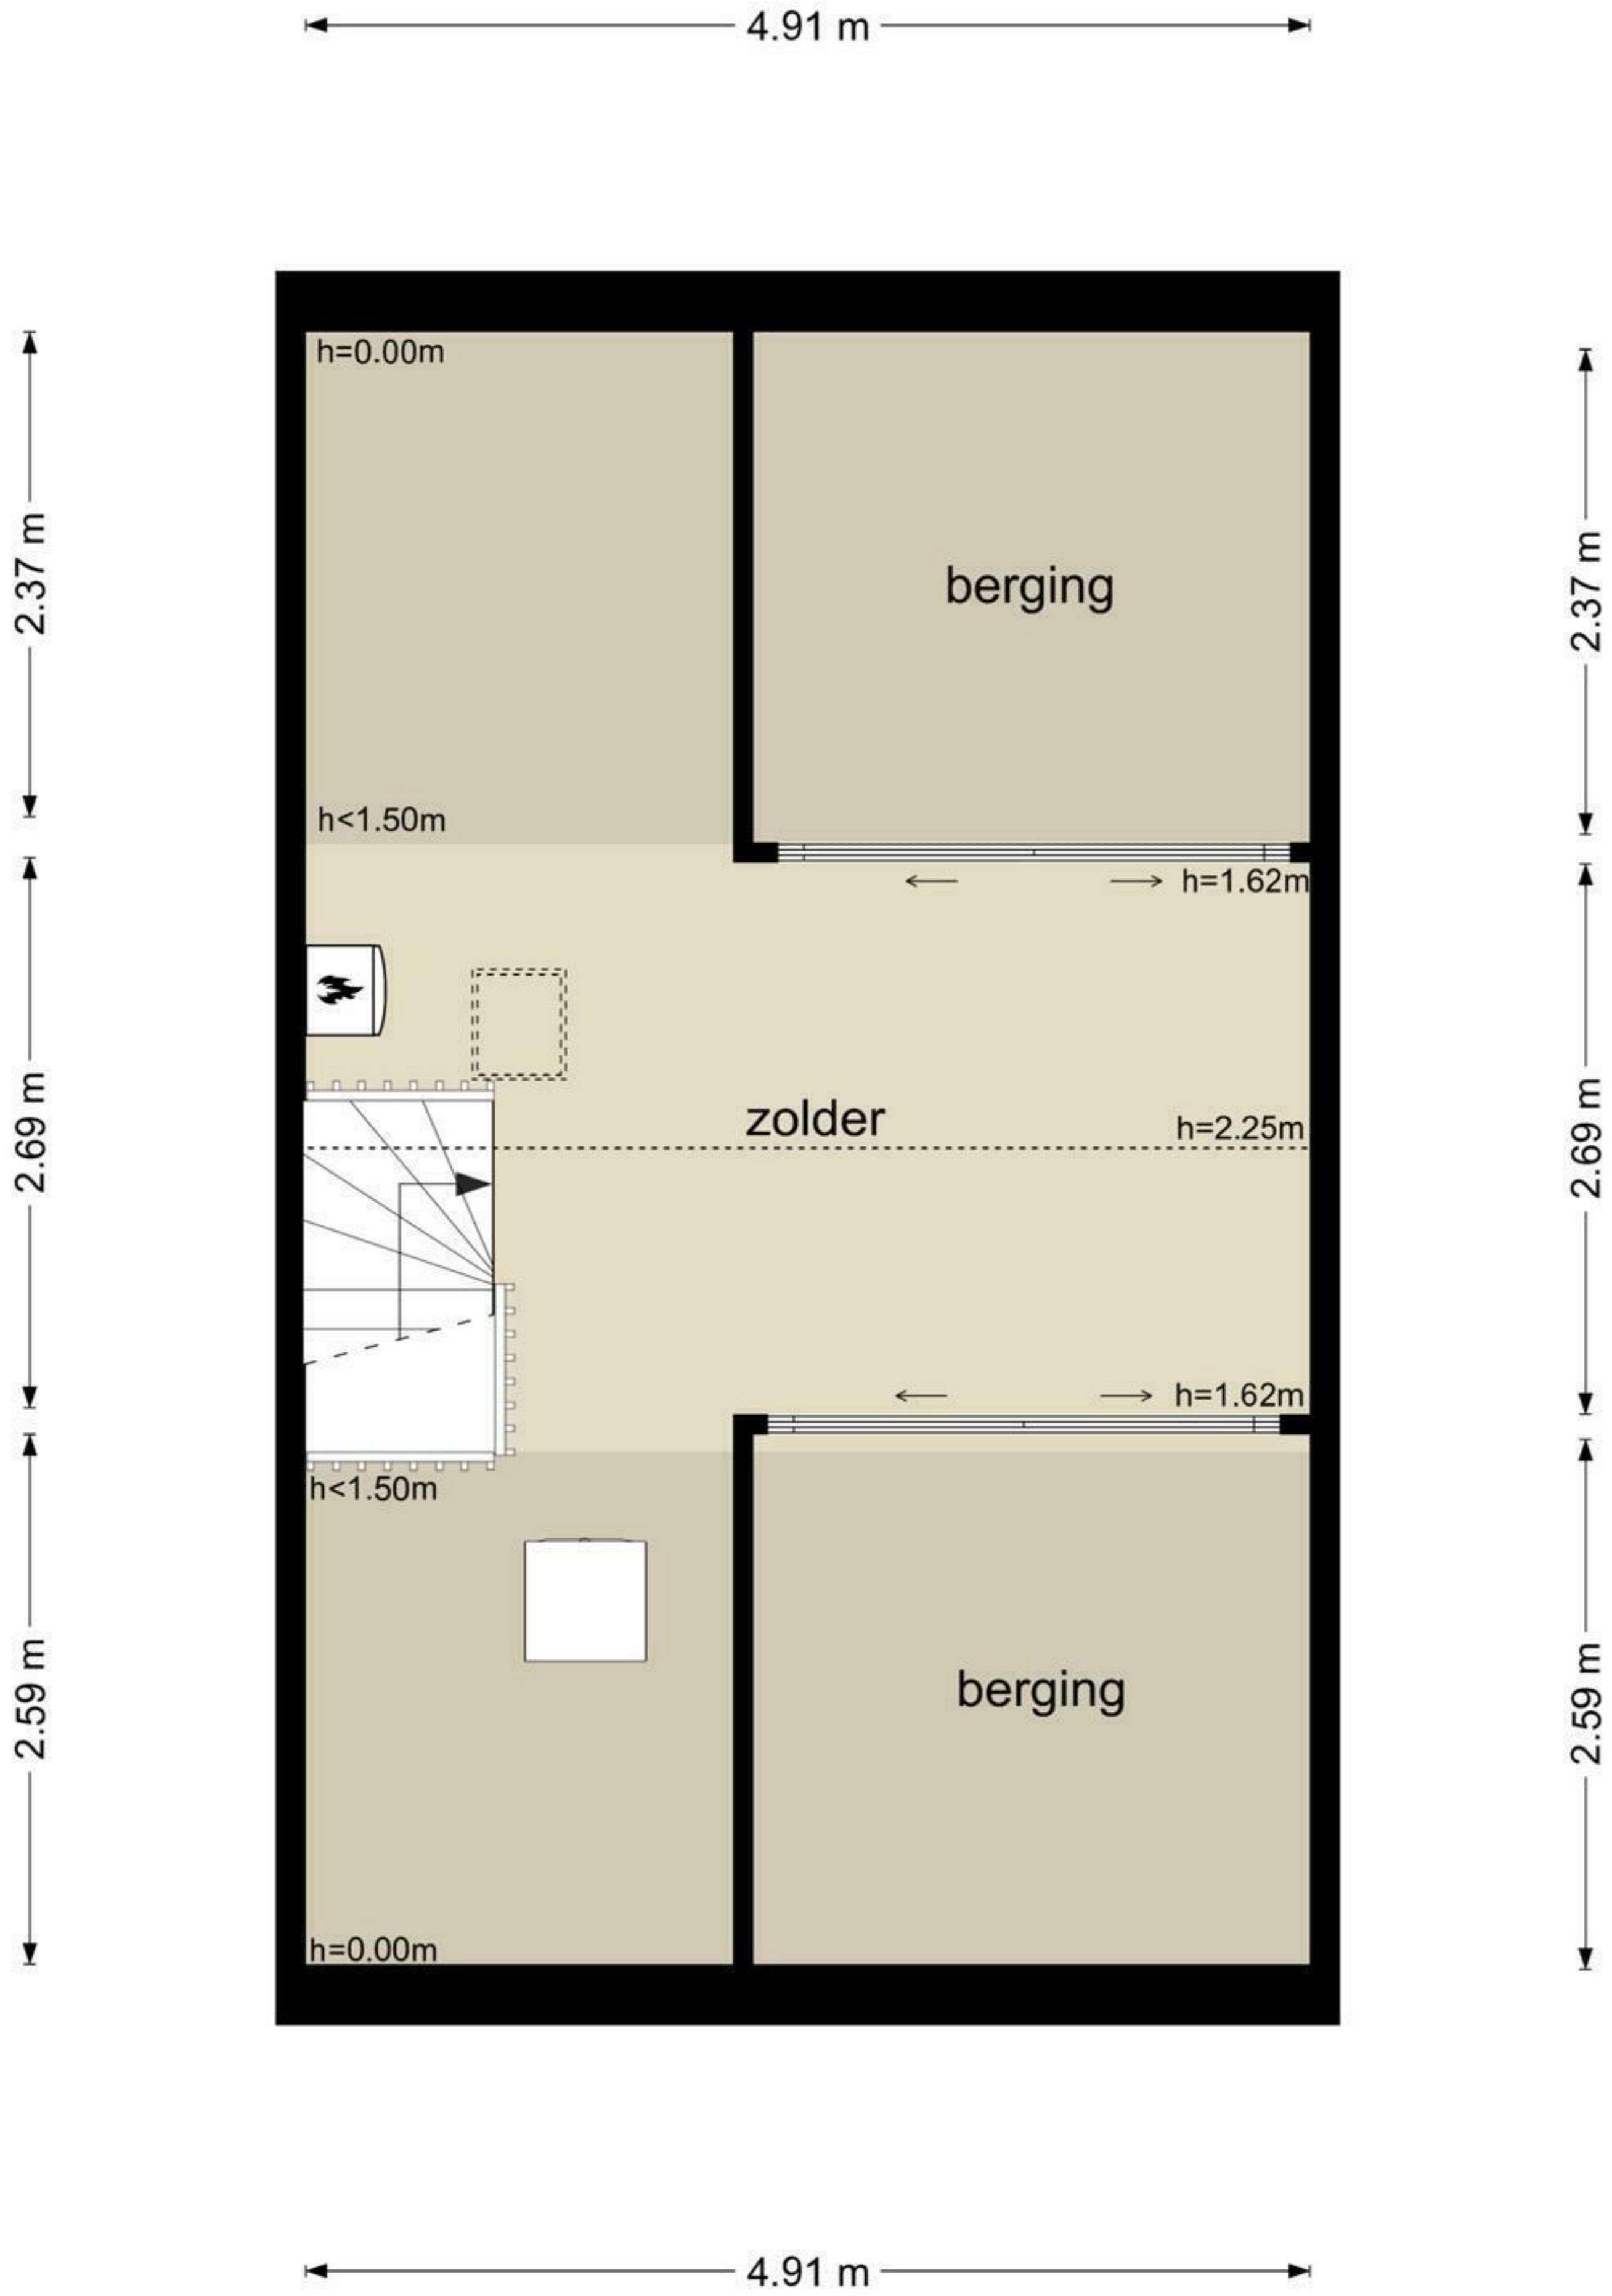 4.91 m
h=0.00m
2.37 m
2.37 m
berging
h<1.50m
h=1.62m
2.69 m
zolder
h=2.25m
2.69 m
h=1.62m
h<1.50m
2.59 m
berging
2.59 m
h=0.00m
4.91 m